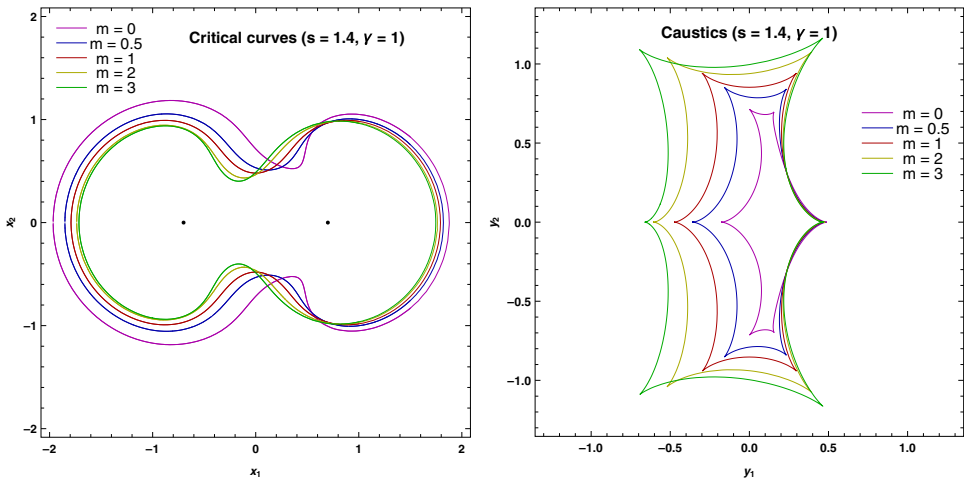 Critical curves (s = 1.4, γ = 1)
m = 0
m = 0.5
m = 1
m = 2
m = 3
2
1
0
−1
−2
x₂
−2
−1
0
1
2
x₁
Caustics (s = 1.4, γ = 1)
m = 0
m = 0.5
m = 1
m = 2
m = 3
1.0
0.5
0.0
−0.5
−1.0
y₂
−1.0
−0.5
0.0
0.5
1.0
y₁